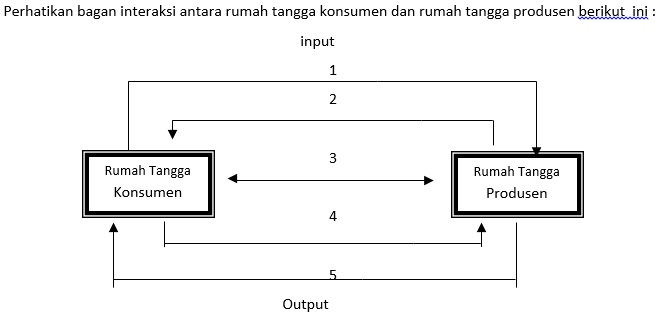 Perhatikan bagan interaksi antara rumah tangga konsumen dan rumah tangga produsen berikut ini :
input
1
2
3
Rumah Tangga
Konsumen
Rumah Tangga
Produsen
4
5
Output